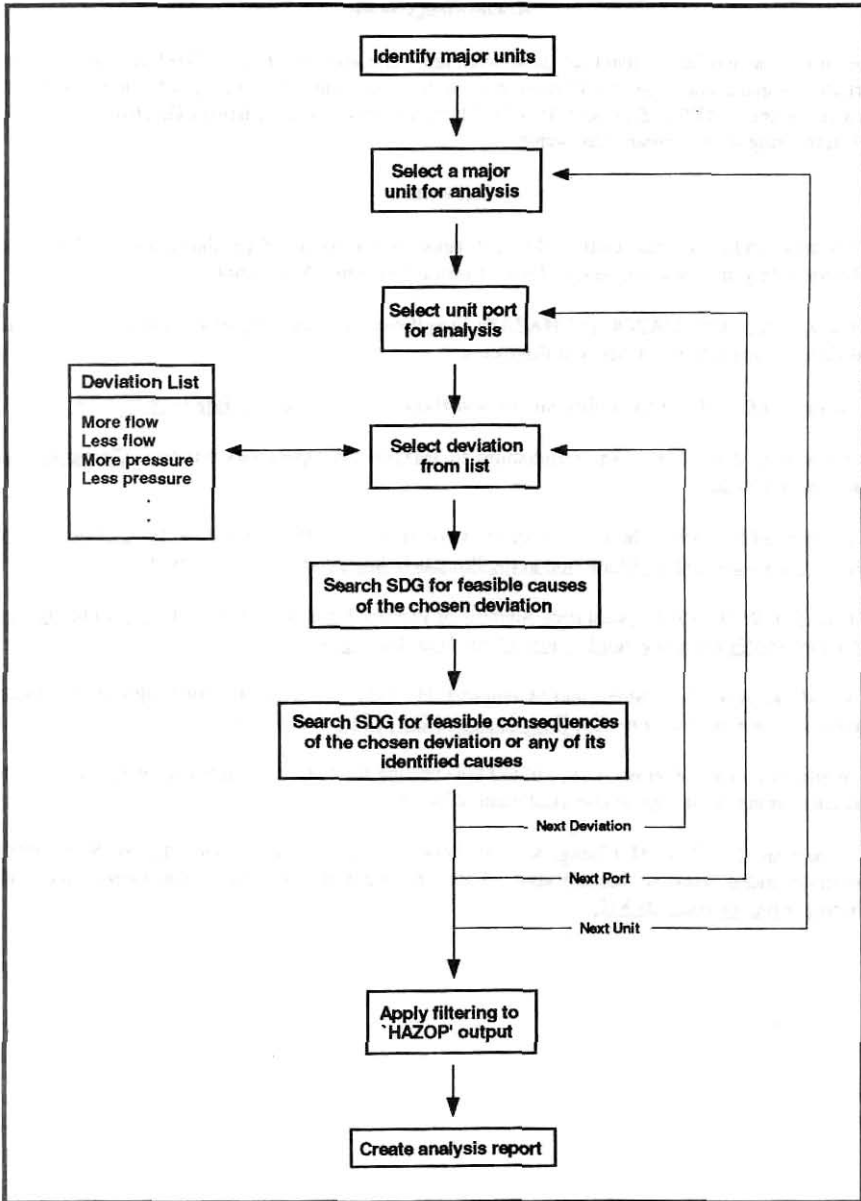 Identify major units
Select a major
unit for analysis
Select unit port
for analysis
Deviation List
More flow
Less flow
More pressure
Less pressure
.
.
.
Select deviation
from list
Search SDG for feasible causes
of the chosen deviation
Search SDG for feasible consequences
of the chosen deviation or any of its
identified causes
Next Deviation
Next Port
Next Unit
Apply filtering to
`HAZOP' output
Create analysis report